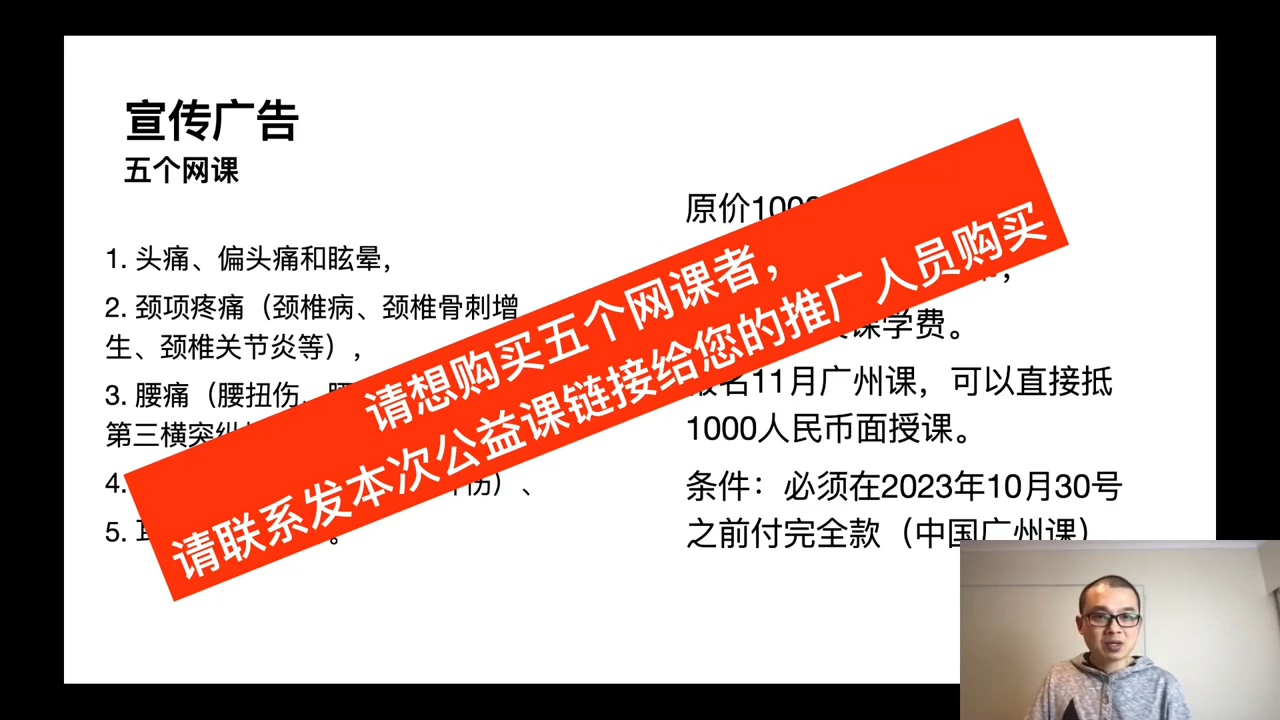 宣传广告
五个网课
1. 头痛、偏头痛和眩晕，
2. 颈项疼痛（颈椎病、颈椎骨刺增
生、颈椎关节炎等），
3. 腰痛（腰扭伤、
第三横突
4.
5.
原价
课学费。
11月广州课，可以直接抵
1000人民币面授课。
条件：必须在2023年10月30号
之前付完全款（中国广州课）
请想购买五个网课者，
请联系发本次公益课链接给您的推广人员购买